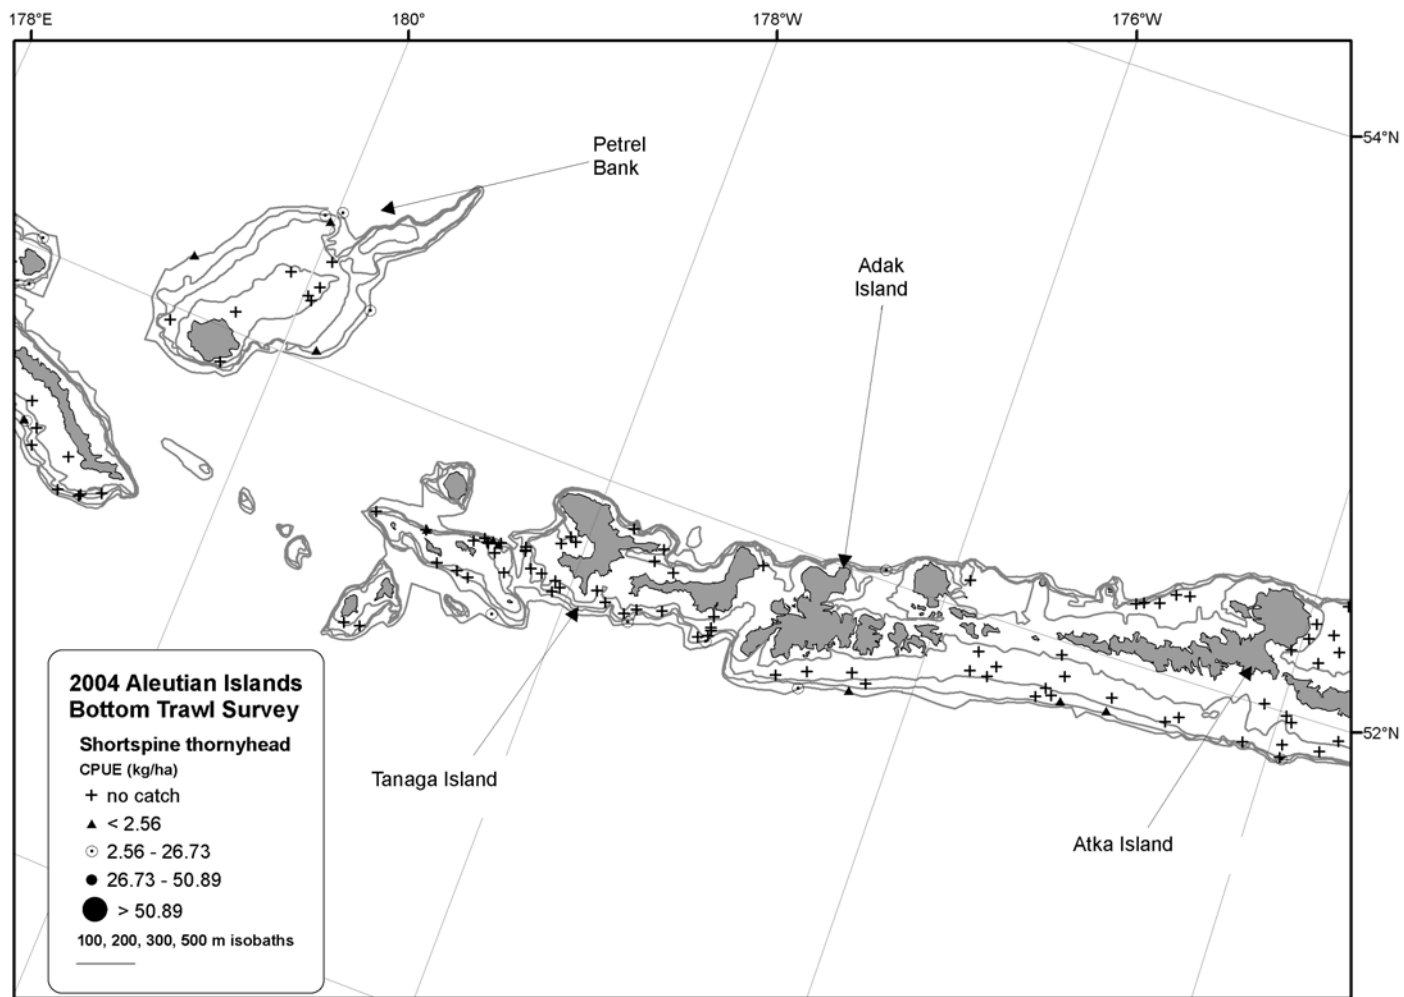 178°E
180°
178°W
176°W
54°N
Petrel
Bank
Adak
Island
52°N
Tanaga Island
Atka Island
2004 Aleutian Islands
Bottom Trawl Survey
Shortspine thornyhead
CPUE (kg/ha)
no catch
< 2.56
2.56 - 26.73
26.73 - 50.89
> 50.89
100, 200, 300, 500 m isobaths